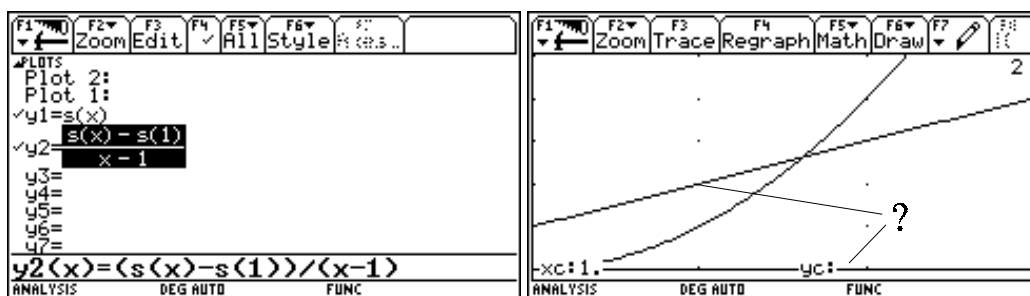 F1 F2 F3 F4 F5 F6
Zoom Edit ✓ All Style
PLOTS
Plot 2:
Plot 1:
✓y1=s(x)
✓y2=s(x) - s(1)
x - 1
y3=
y4=
y5=
y6=
y7=
y2(x)=(s(x)-s(1))/(x-1)
ANALYSIS DEG AUTO FUNC
F1 F2 F3 F4 F5 F6 F7
Zoom Trace Regraph Math Draw
2
?
xc:1. yc:
ANALYSIS DEG AUTO FUNC